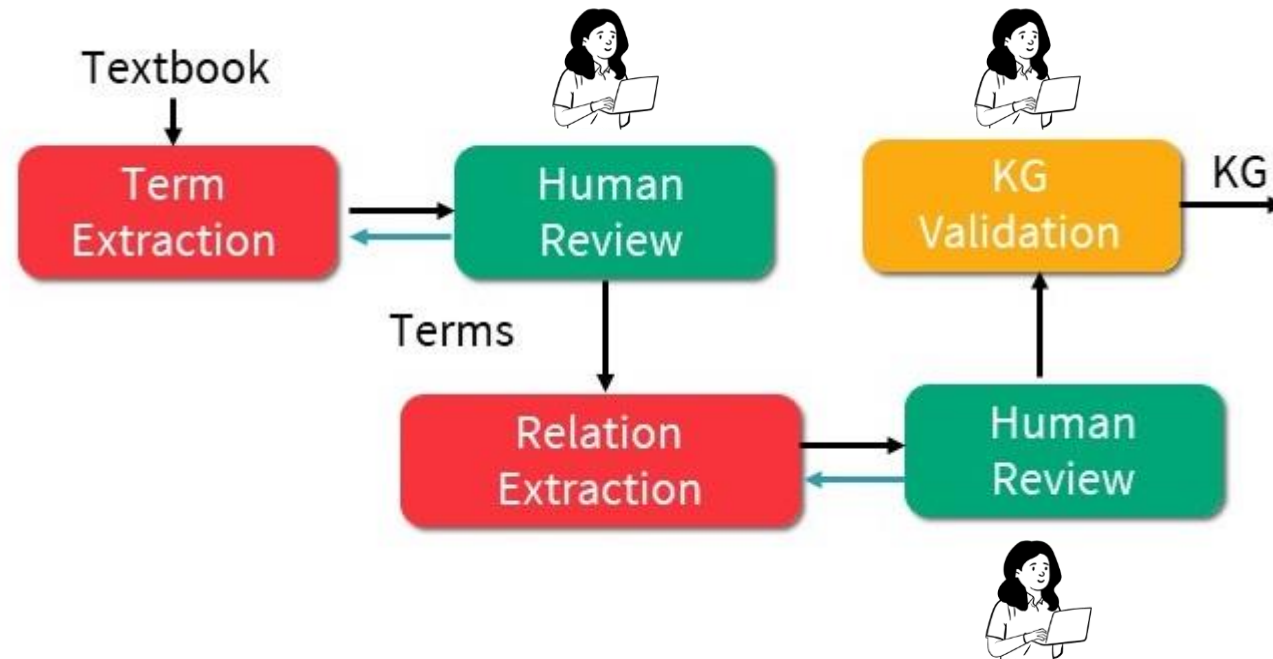 Textbook
Term
Extraction
Human
Review
Terms
Relation
Extraction
Human
Review
KG
Validation
KG